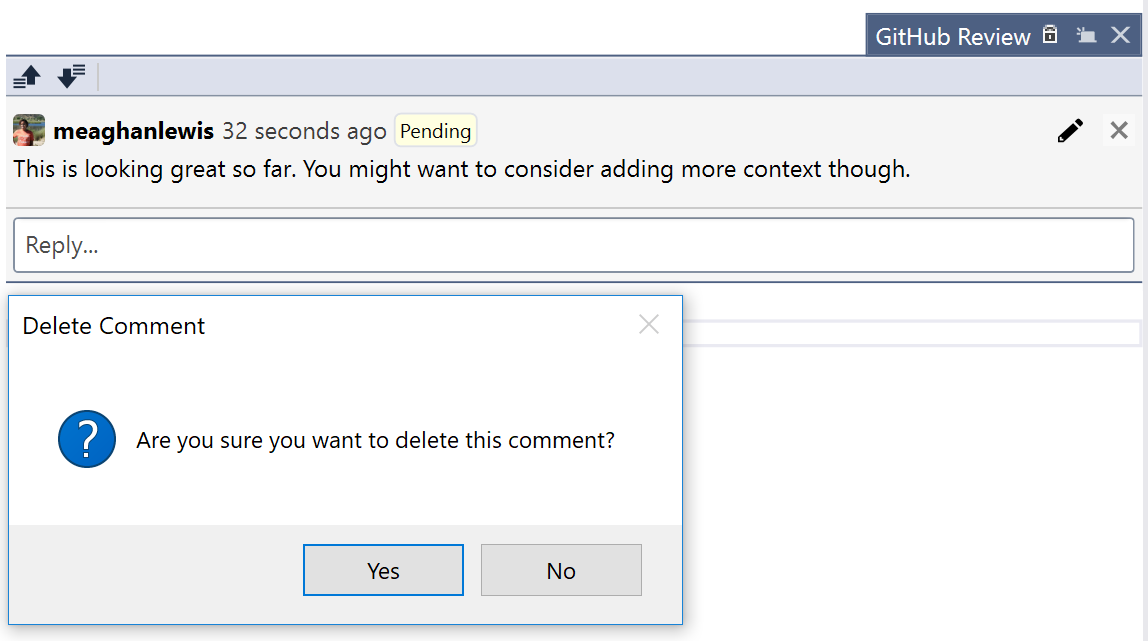 GitHub Review
meaghanlewis 32 seconds ago Pending
This is looking great so far. You might want to consider adding more context though.
Reply...
Delete Comment
?
Are you sure you want to delete this comment?
Yes No